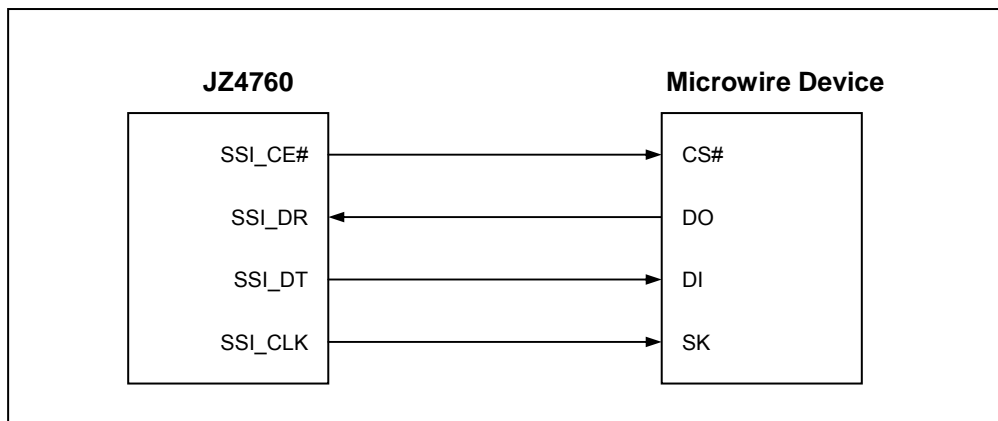 JZ4760 Microwire Device
SSI_CE# CS#
SSI_DR DO
SSI_DT DI
SSI_CLK SK